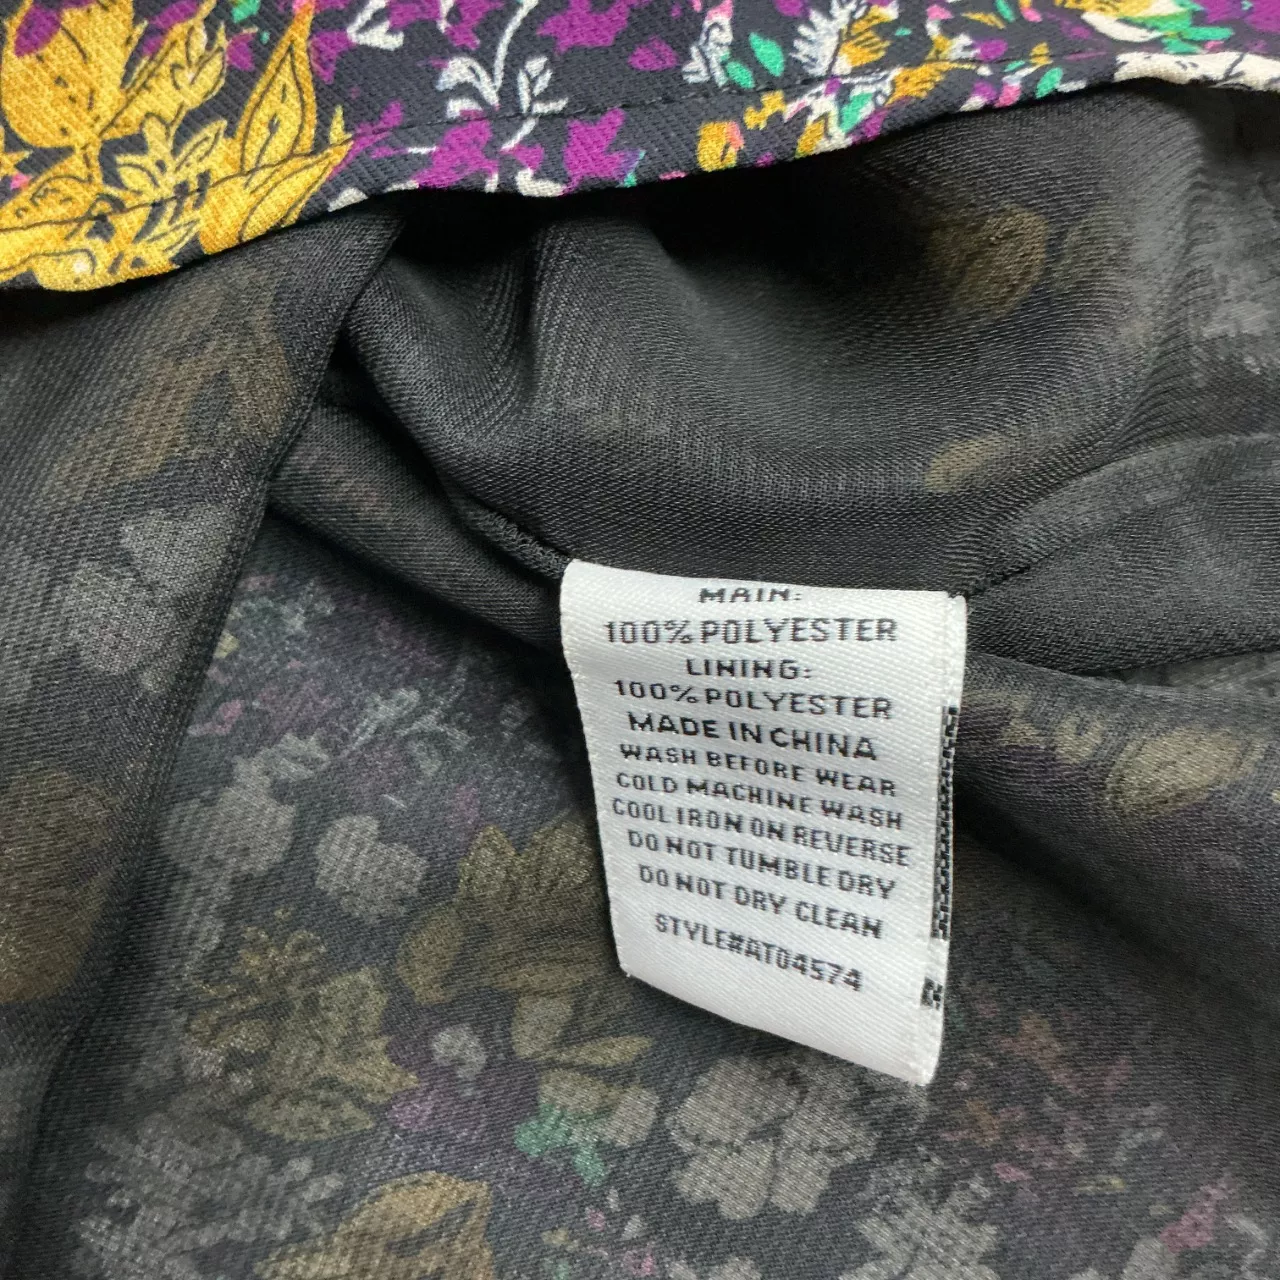 MAIN:
100% POLYESTER
LINING:
100% POLYESTER
MADE IN CHINA
WASH BEFORE WEAR
COLD MACHINE WASH
COOL IRON ON REVERSE
DO NOT TUMBLE DRY
DO NOT DRY CLEAN
STYLE#AT04574